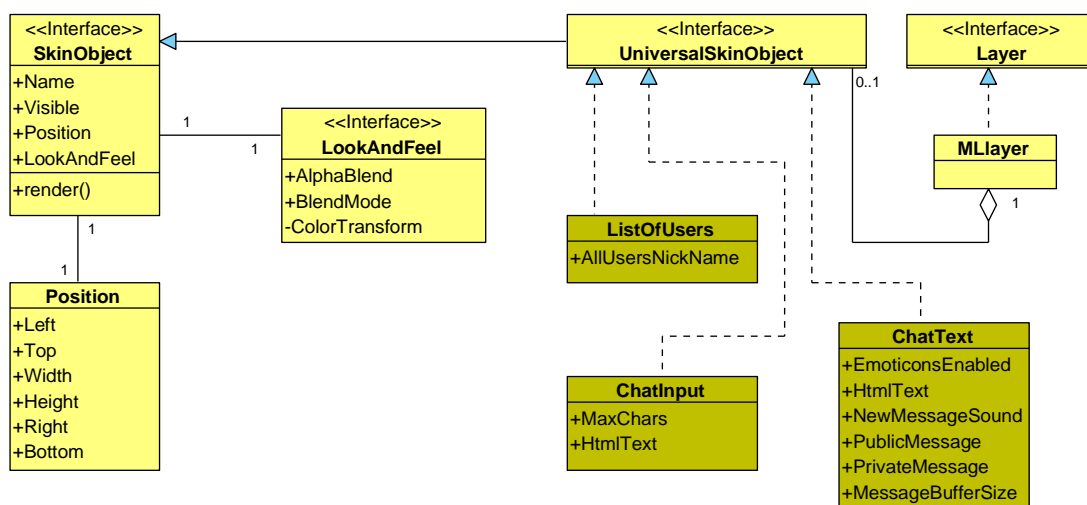 <<Interface>>
SkinObject
+Name
+Visible
+Position
+LookAndFeel
+render()
1
1
<<Interface>>
LookAndFeel
+AlphaBlend
+BlendMode
-ColorTransform
1
1
Position
+Left
+Top
+Width
+Height
+Right
+Bottom
<<Interface>>
UniversalSkinObject
0..1
<<Interface>>
Layer
MLlayer
1
ListOfUsers
+AllUsersNickName
ChatInput
+MaxChars
+HtmlText
ChatText
+EmoticonsEnabled
+HtmlText
+NewMessageSound
+PublicMessage
+PrivateMessage
+MessageBufferSize